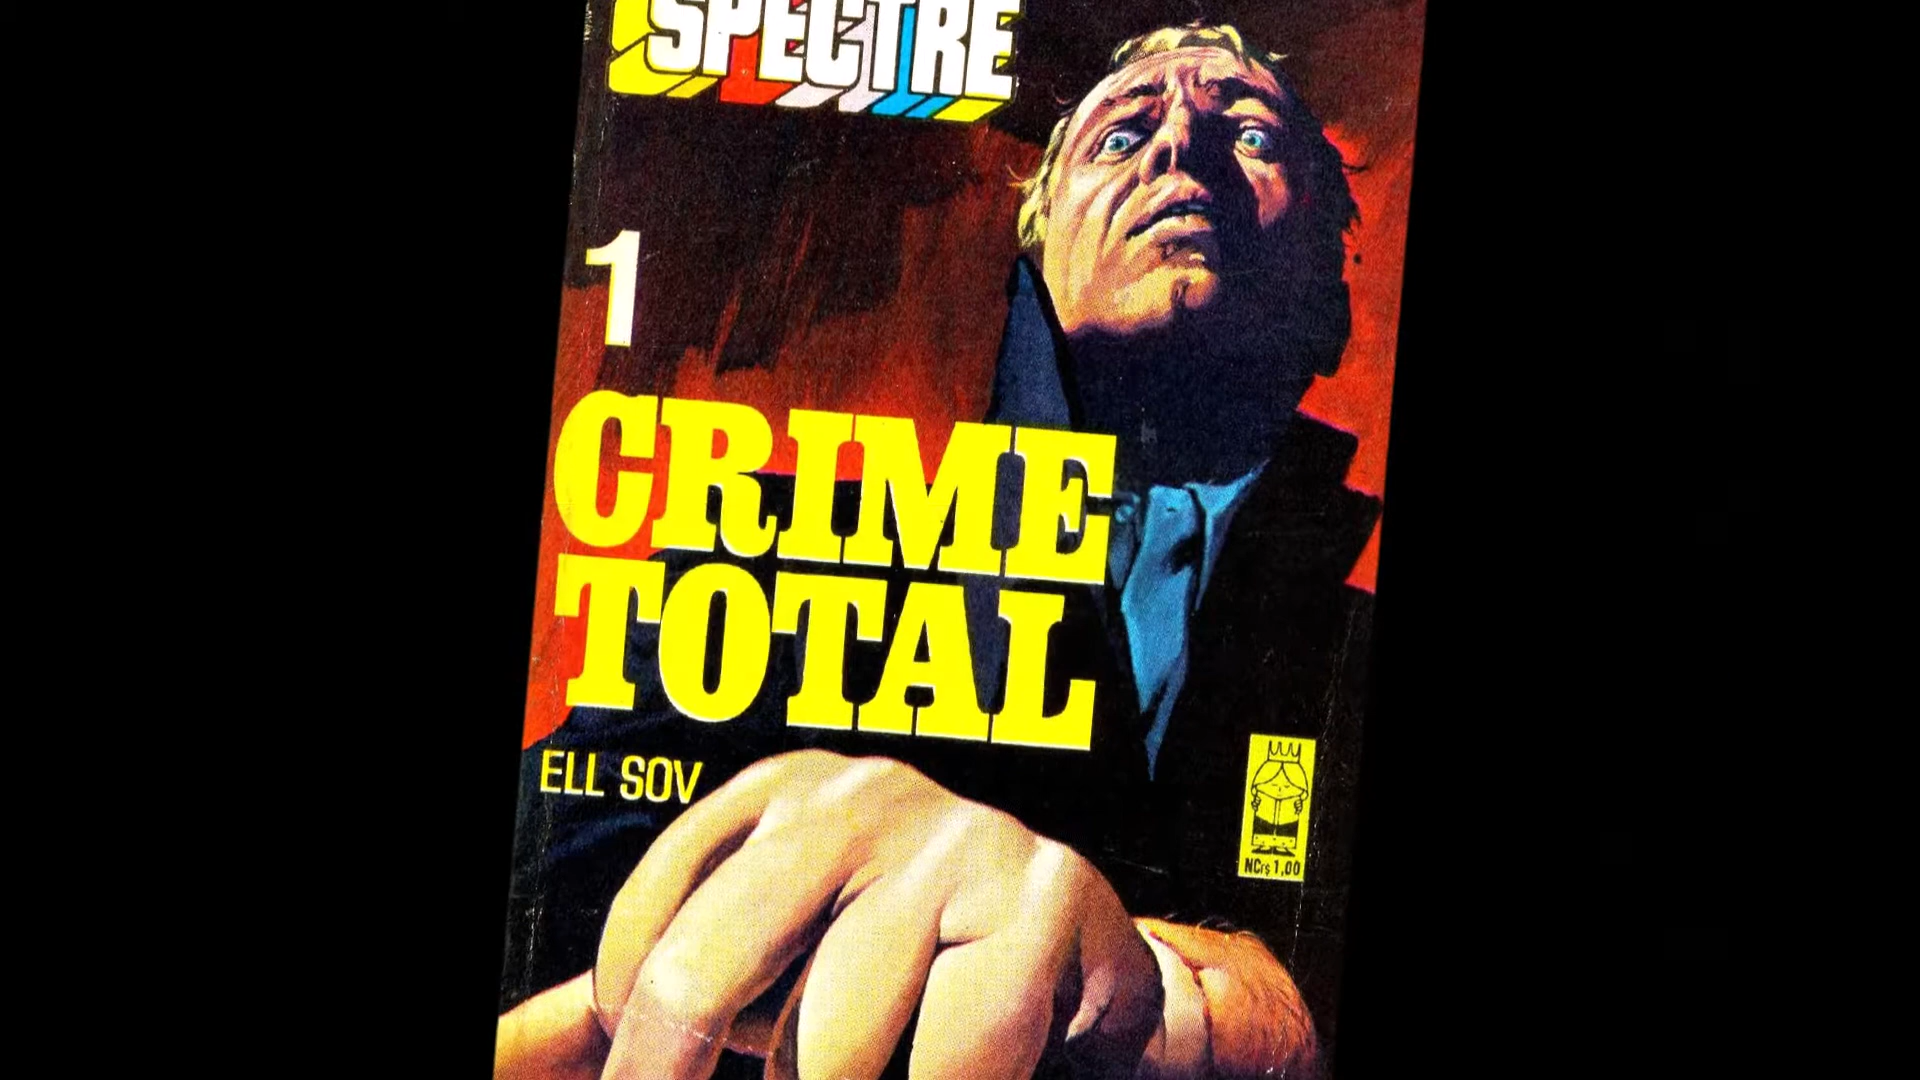 SPECTRE
1
CRIME
TOTAL
ELL SOV
NCr$ 1,00